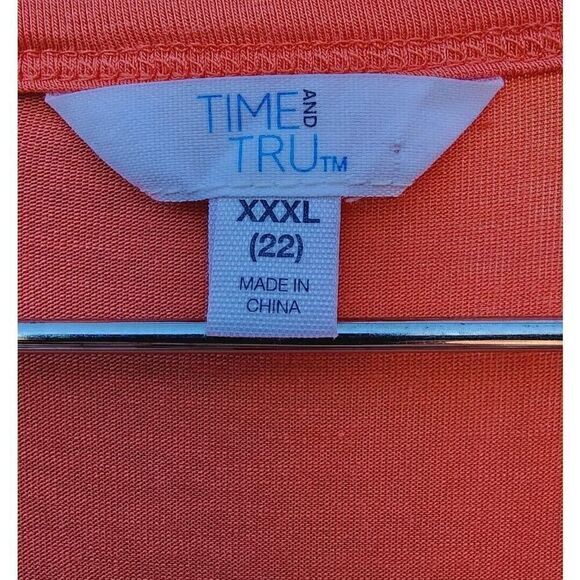 TIME AND
TRU™
XXXL
(22)
MADE IN
CHINA